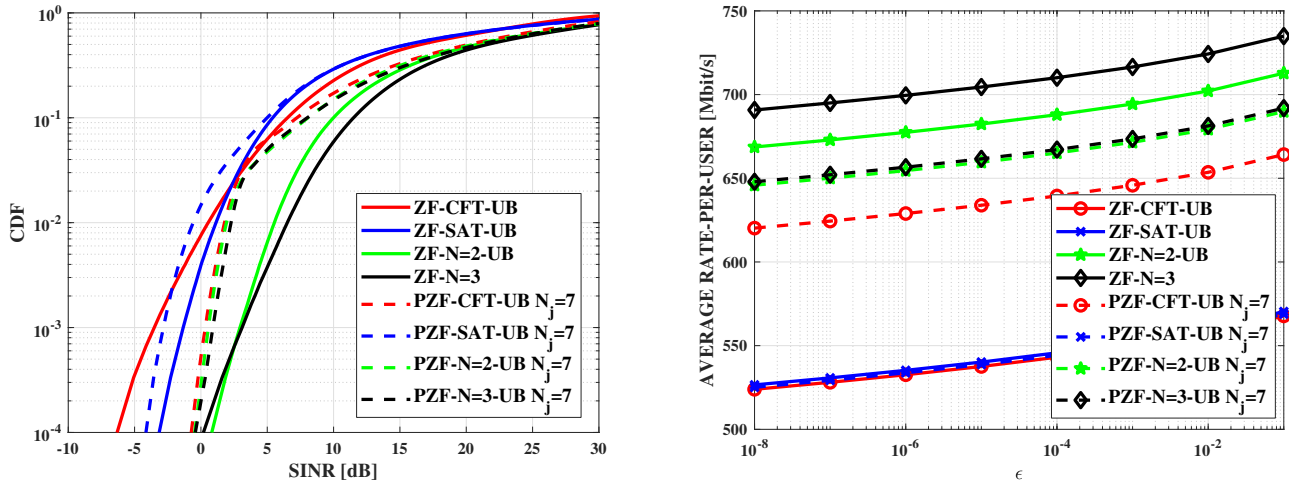 10^0
10^-1
10^-2
10^-3
10^-4
CDF
-10 -5 0 5 10 15 20 25 30
SINR [dB]
ZF-CFT-UB
ZF-SAT-UB
ZF-N=2-UB
ZF-N=3
PZF-CFT-UB N_j=7
PZF-SAT-UB N_j=7
PZF-N=2-UB N_j=7
PZF-N=3-UB N_j=7
750
700
650
600
550
500
AVERAGE RATE-PER-USER [Mbit/s]
10^-8 10^-6 10^-4 10^-2
ϵ
ZF-CFT-UB
ZF-SAT-UB
ZF-N=2-UB
ZF-N=3
PZF-CFT-UB N_j=7
PZF-SAT-UB N_j=7
PZF-N=2-UB N_j=7
PZF-N=3-UB N_j=7